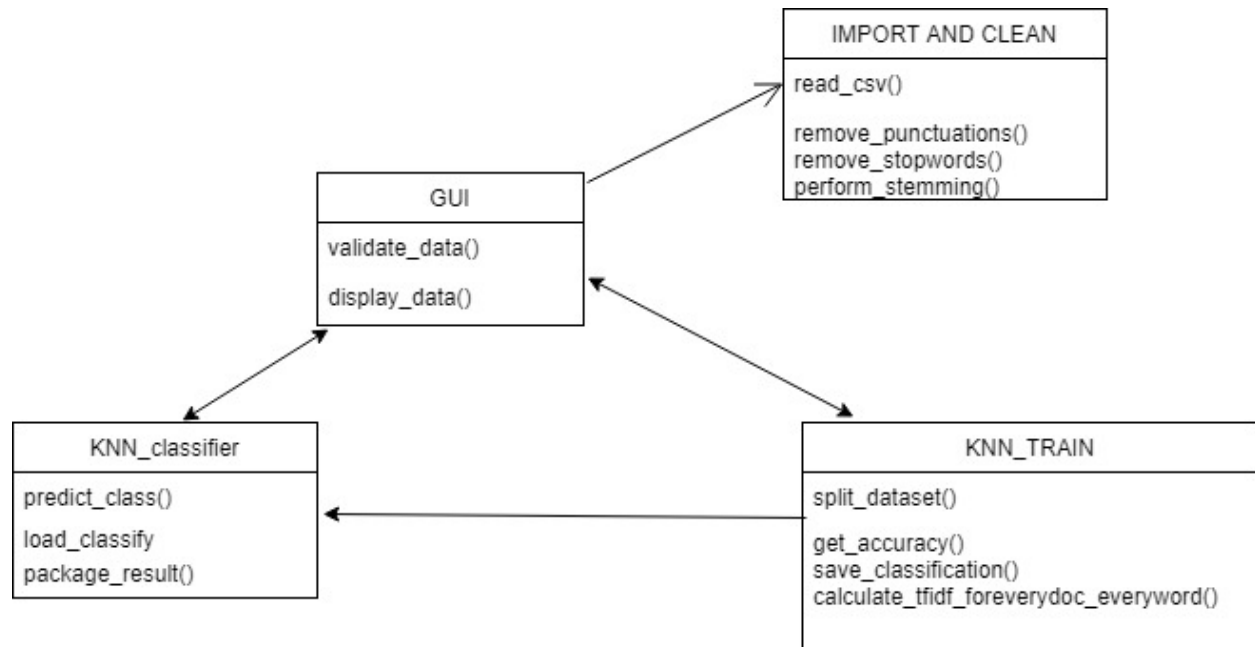 IMPORT AND CLEAN
read_csv()
remove_punctuations()
remove_stopwords()
perform_stemming()
GUI
validate_data()
display_data()
KNN_classifier
predict_class()
load_classify
package_result()
KNN_TRAIN
split_dataset()
get_accuracy()
save_classification()
calculate_tfidf_foreverydoc_everyword()